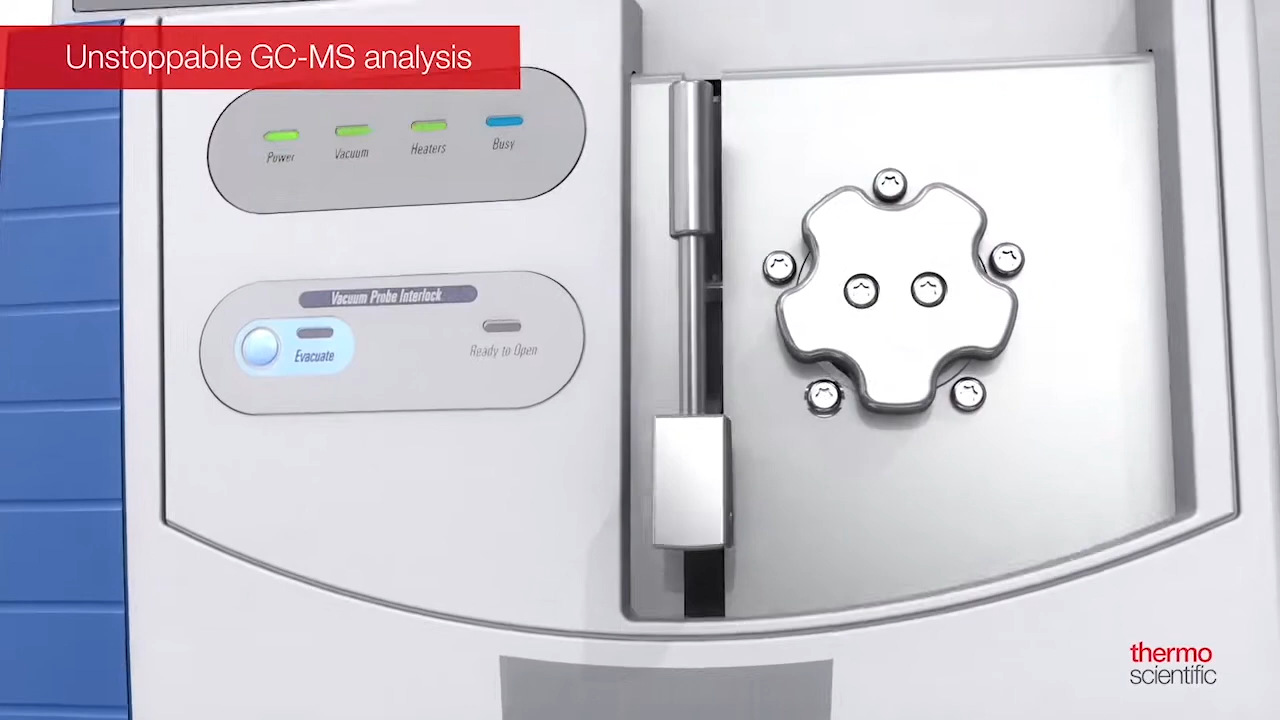 Unstoppable GC-MS analysis
Power
Vacuum
Heaters
Busy
Vacuum Probe Interlock
Evacuate
Ready to Open
thermo
scientific